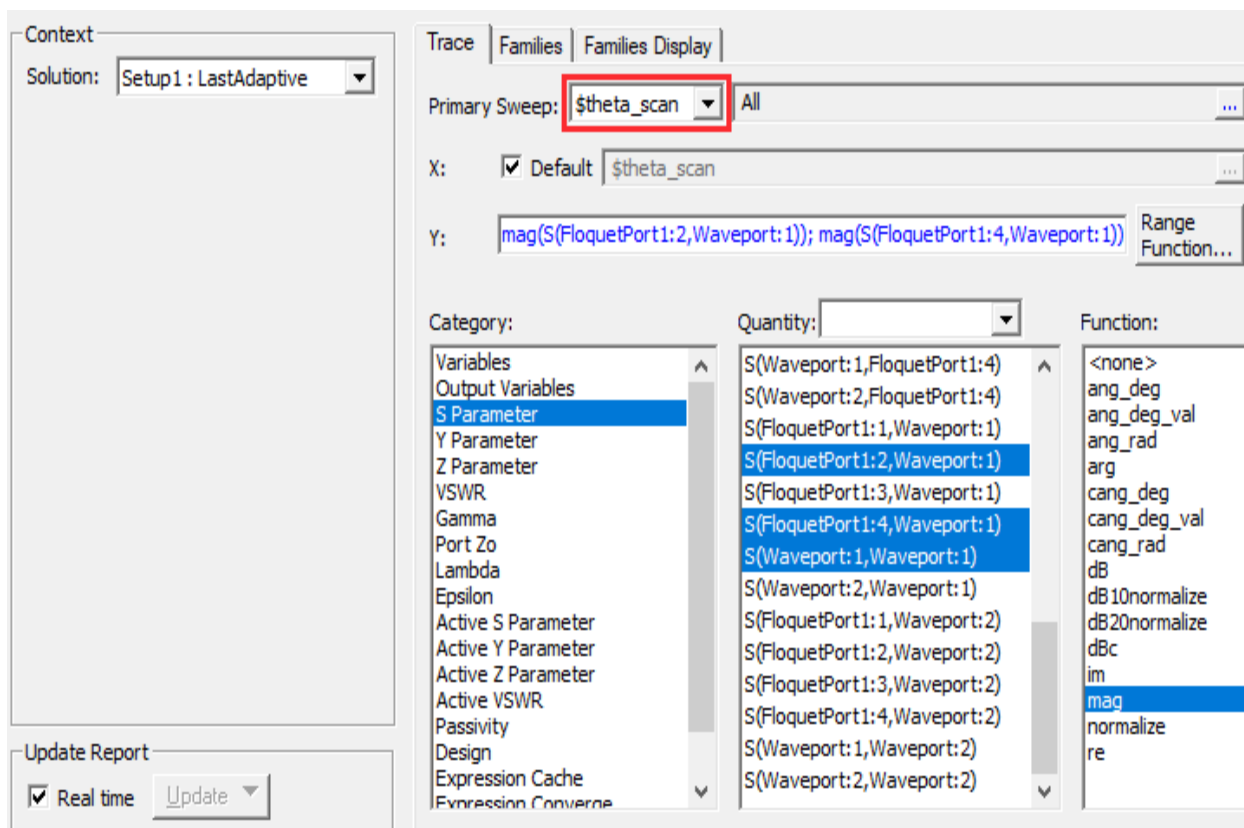 Context
Solution:
Setup1 : LastAdaptive
Update Report
Real time
Update
Trace
Families
Families Display
Primary Sweep:
$theta_scan
All
...
X:
Default
$theta_scan
...
Y:
mag(S(FloquetPort1:2,Waveport:1)); mag(S(FloquetPort1:4,Waveport:1))
Range
Function...
Category:
Variables
Output Variables
S Parameter
Y Parameter
Z Parameter
VSWR
Gamma
Port Zo
Lambda
Epsilon
Active S Parameter
Active Y Parameter
Active Z Parameter
Active VSWR
Passivity
Design
Expression Cache
Expression Converge
Quantity:
S(Waveport:1,FloquetPort1:4)
S(Waveport:2,FloquetPort1:4)
S(FloquetPort1:1,Waveport:1)
S(FloquetPort1:2,Waveport:1)
S(FloquetPort1:3,Waveport:1)
S(FloquetPort1:4,Waveport:1)
S(Waveport:1,Waveport:1)
S(Waveport:2,Waveport:1)
S(FloquetPort1:1,Waveport:2)
S(FloquetPort1:2,Waveport:2)
S(FloquetPort1:3,Waveport:2)
S(FloquetPort1:4,Waveport:2)
S(Waveport:1,Waveport:2)
S(Waveport:2,Waveport:2)
Function:
<none>
ang_deg
ang_deg_val
ang_rad
arg
cang_deg
cang_deg_val
cang_rad
dB
dB10normalize
dB20normalize
dBc
im
mag
normalize
re